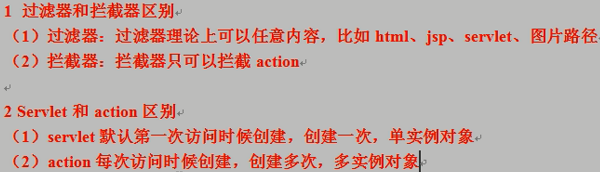 1 过滤器和拦截器区别
（1）过滤器：过滤器理论上可以任意内容，比如 html、jsp、servlet、图片路径
（2）拦截器：拦截器只可以拦截 action
2 Servlet 和 action 区别
（1）servlet 默认第一次访问时候创建，创建一次，单实例对象
（2）action 每次访问时候创建，创建多次，多实例对象